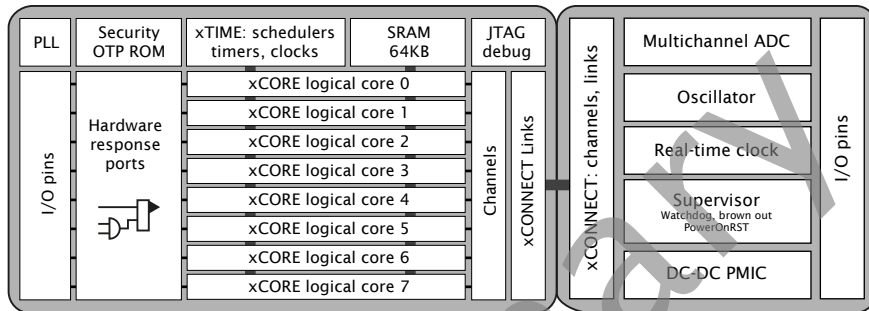 PLL
Security
OTP ROM
xTIME: schedulers
timers, clocks
SRAM
64KB
JTAG
debug
I/O pins
Hardware
response
ports
xCORE logical core 0
xCORE logical core 1
xCORE logical core 2
xCORE logical core 3
xCORE logical core 4
xCORE logical core 5
xCORE logical core 6
xCORE logical core 7
Channels
xCONNECT Links
xCONNECT: channels, links
Multichannel ADC
Oscillator
Real-time clock
Supervisor
Watchdog, brown out
PowerOnRST
DC-DC PMIC
I/O pins